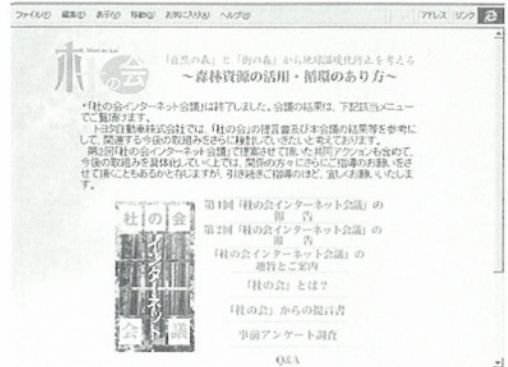 ファイル(F) 編集(E) 表示(V) 移動(G) お気に入り(A) ヘルプ(H) アドレス リンク
杜の会
「自然の森」と「街の森」から地球温暖化防止を考える
～森林資源の活用・循環のあり方～
*「杜の会インターネット会議」は終了しました。会議の結果は、下記該当メニュー
でご覧頂けます。
トヨタ自動車株式会社では、「杜の会」の提言書及び本会議の結果等を参考に
して、関連する今後の取組みをさらに検討していきたいと考えております。
第2回「杜の会インターネット会議」で提案させて頂いた共同アクションも含めて、
今後の取組みを具体化していく上では、関係の方々にさらにご指導のお願いをさ
せて頂くこともあるかと存じますが、引き続きご指導のほど、宜しくお願いいたしま
す。
杜の会
インターネット
会議
第1回「杜の会インターネット会議」の
報 告
第2回「杜の会インターネット会議」の
報 告
「杜の会インターネット会議」の
趣旨とご案内
「杜の会」とは？
「杜の会」からの提言書
事前アンケート調査
Q&A